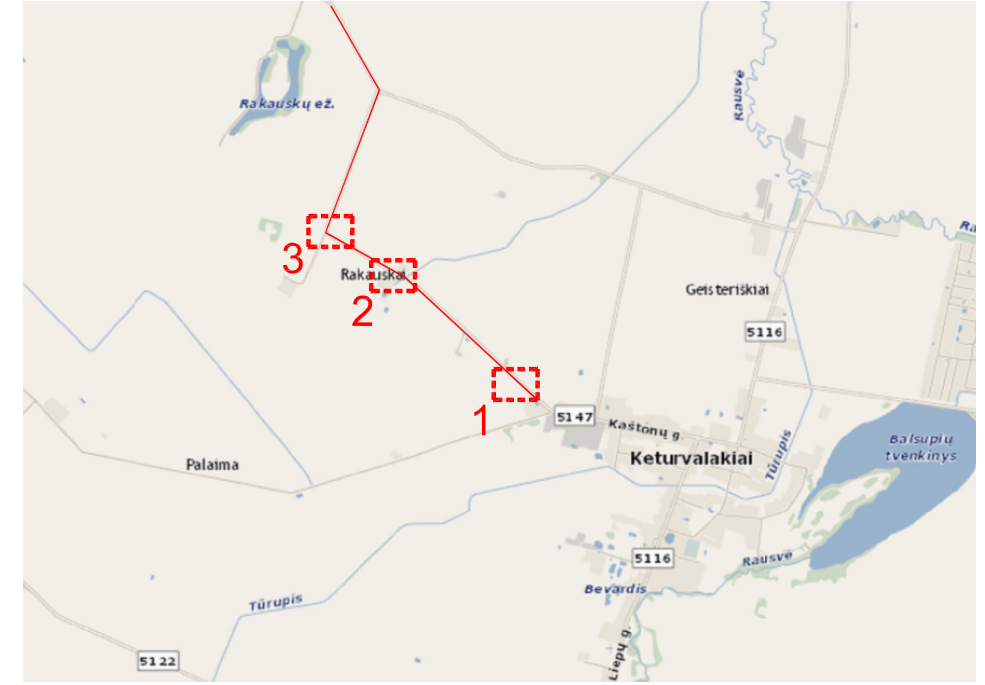 Rausvė
Rakauskų ež.
Ra
3
Rakauskai
2
Geisteriškiai
5116
1
5147
Kaštonų g.
Balsupių
tvenkinys
Tūrupis
Keturvalakiai
Palaima
5116
Rausvė
Bevardis
Tūrupis
Liepų g.
5122